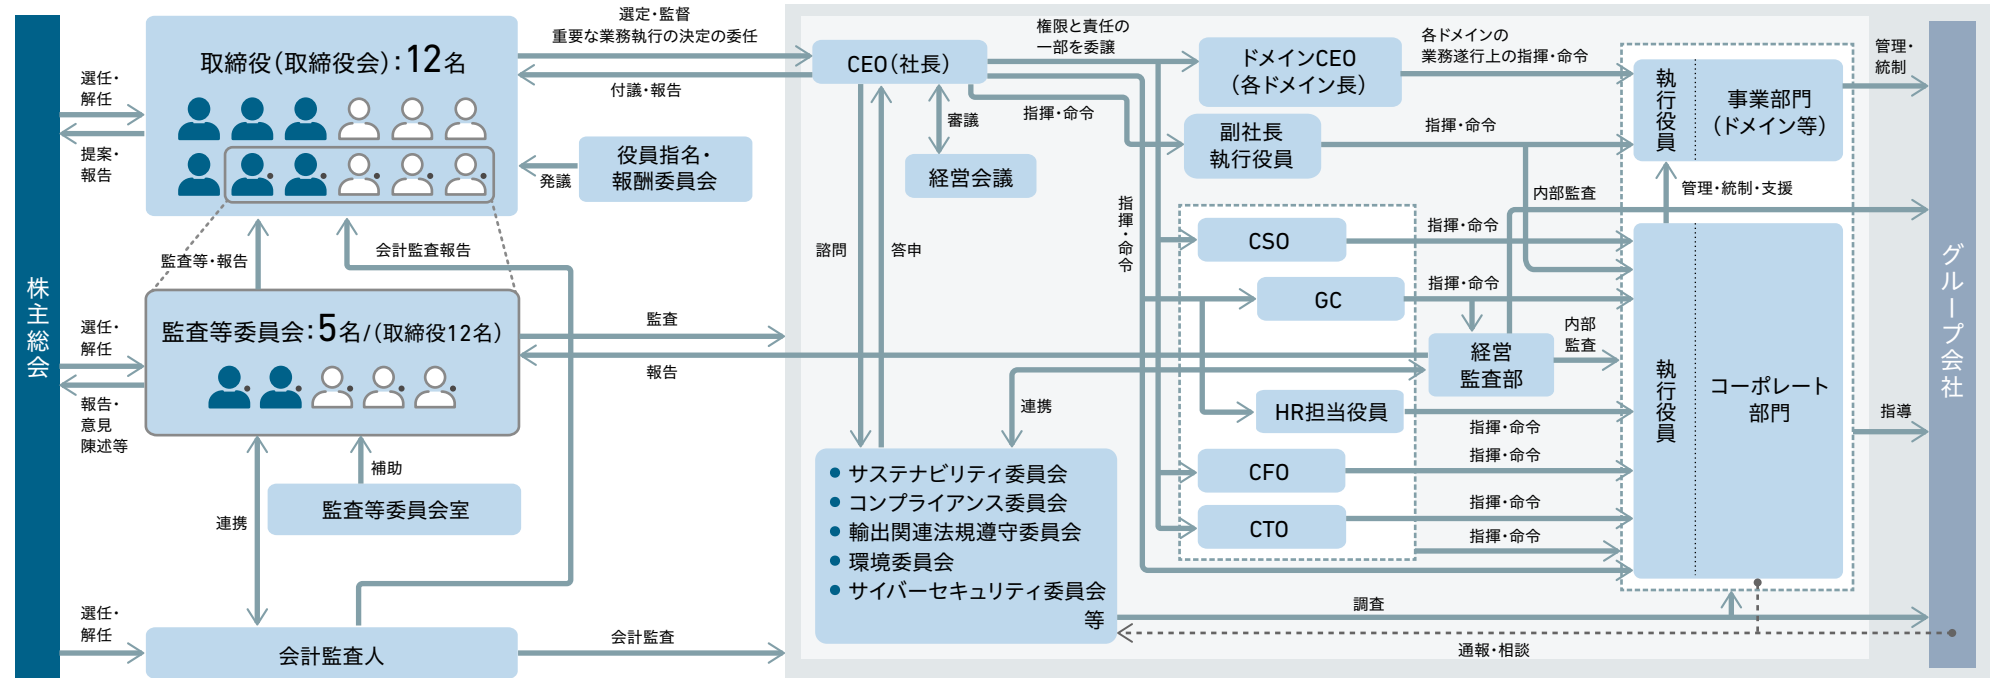 株主総会
選任・
解任
提案・
報告
選任・
解任
報告・
意見
陳述等
選任・
解任
取締役(取締役会):12名
役員指名・
報酬委員会
発議
監査等・報告
会計監査報告
監査等委員会:5名/(取締役12名)
補助
監査等委員会室
連携
会計監査人
会計監査
選定・監督
重要な業務執行の決定の委任
付議・報告
監査
報告
CEO(社長)
審議
経営会議
諮問
答申
連携
● サステナビリティ委員会
● コンプライアンス委員会
● 輸出関連法規遵守委員会
● 環境委員会
● サイバーセキュリティ委員会
等
権限と責任の
一部を委譲
指揮・命令
指揮・命令
ドメインCEO
(各ドメイン長)
副社長
執行役員
CSO
GC
HR担当役員
CFO
CTO
各ドメインの
業務遂行上の指揮・命令
指揮・命令
内部監査
指揮・命令
指揮・命令
経営
監査部
内部
監査
指揮・命令
指揮・命令
指揮・命令
指揮・命令
執行役員
事業部門
(ドメイン等)
管理・統制・支援
執行役員
コーポレート
部門
管理・
統制
指導
調査
通報・相談
グループ会社